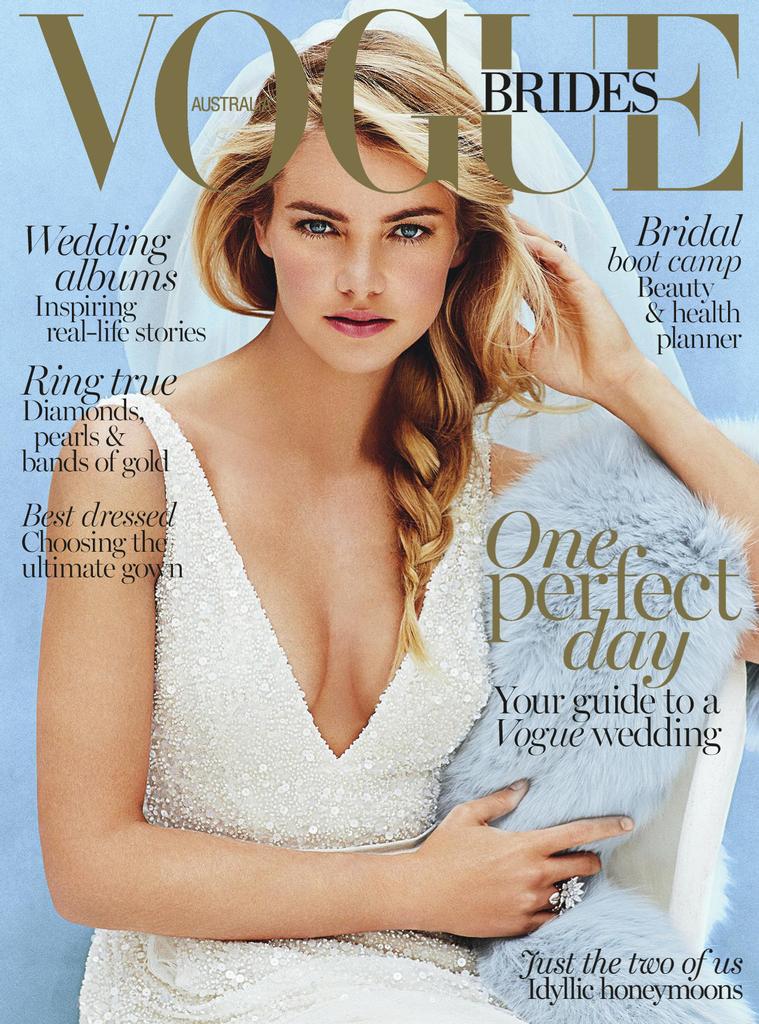 VOGUE
AUSTRALIA
BRIDES
Wedding
albums
Inspiring
real-life stories
Ring true
Diamonds,
pearls &
bands of gold
Best dressed
Choosing the
ultimate gown
Bridal
boot camp
Beauty
& health
planner
One
perfect
day
Your guide to a
Vogue wedding
Just the two of us
Idyllic honeymoons